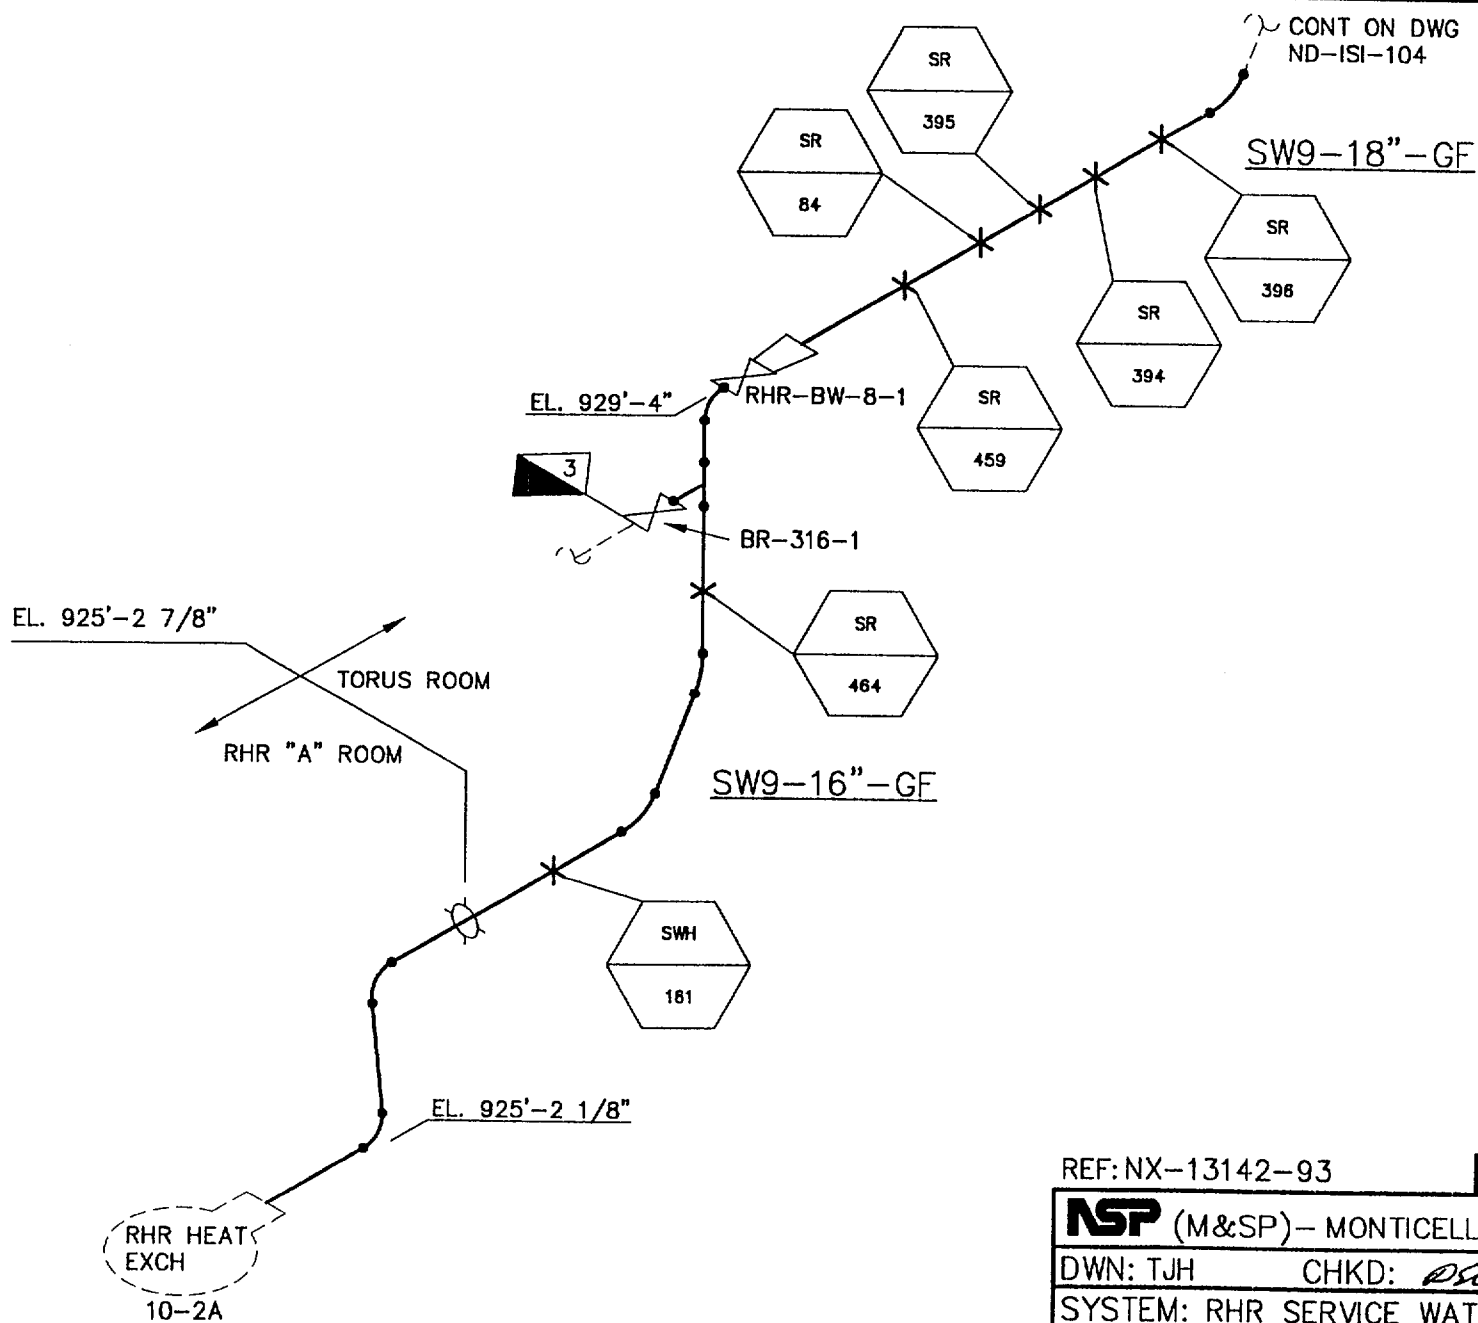 CONT ON DWG
ND-ISI-104
SR
395
SR
84
SW9-18"-GF
SR
396
SR
394
RHR-BW-8-1
EL. 929'-4"
SR
459
3
BR-316-1
EL. 925'-2 7/8"
SR
464
TORUS ROOM
RHR "A" ROOM
SW9-16"-GF
SWH
181
EL. 925'-2 1/8"
RHR HEAT
EXCH
10-2A
REF: NX-13142-93
NSP (M&SP)- MONTICELL
DWN: TJH CHKD:
SYSTEM: RHR SERVICE WAT